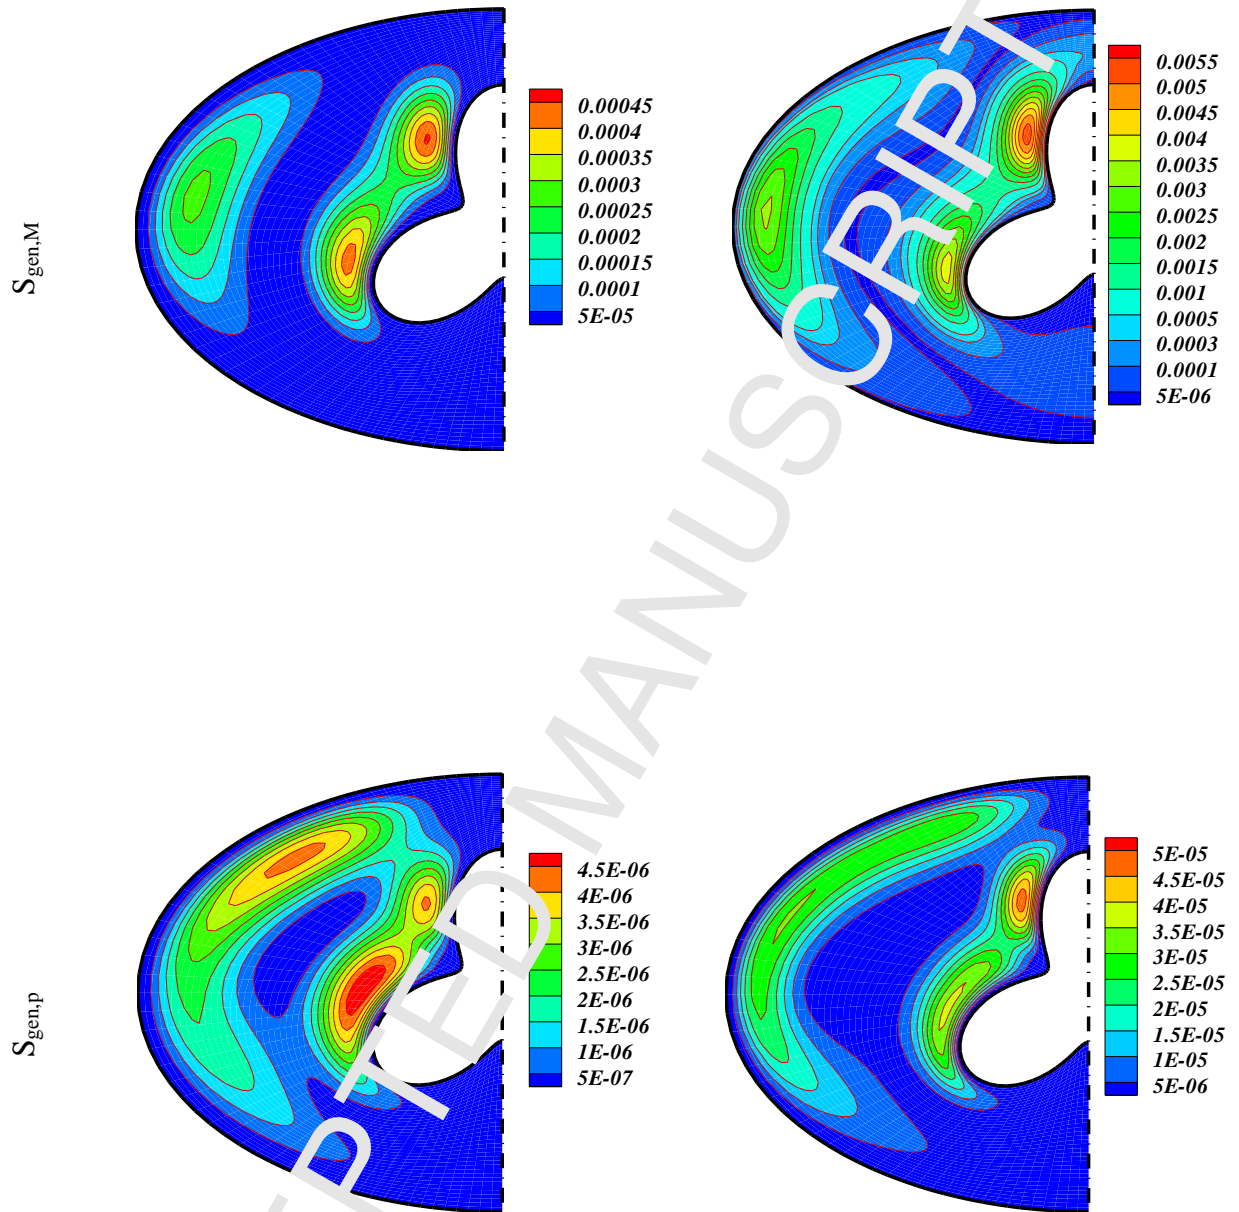 S_gen,M
0.00045
0.0004
0.00035
0.0003
0.00025
0.0002
0.00015
0.0001
5E-05
0.0055
0.005
0.0045
0.004
0.0035
0.003
0.0025
0.002
0.0015
0.001
0.0005
0.0003
0.0001
5E-06
S_gen,p
4.5E-06
4E-06
3.5E-06
3E-06
2.5E-06
2E-06
1.5E-06
1E-06
5E-07
5E-05
4.5E-05
4E-05
3.5E-05
3E-05
2.5E-05
2E-05
1.5E-05
1E-05
5E-06
PTED MANUSCRIPT